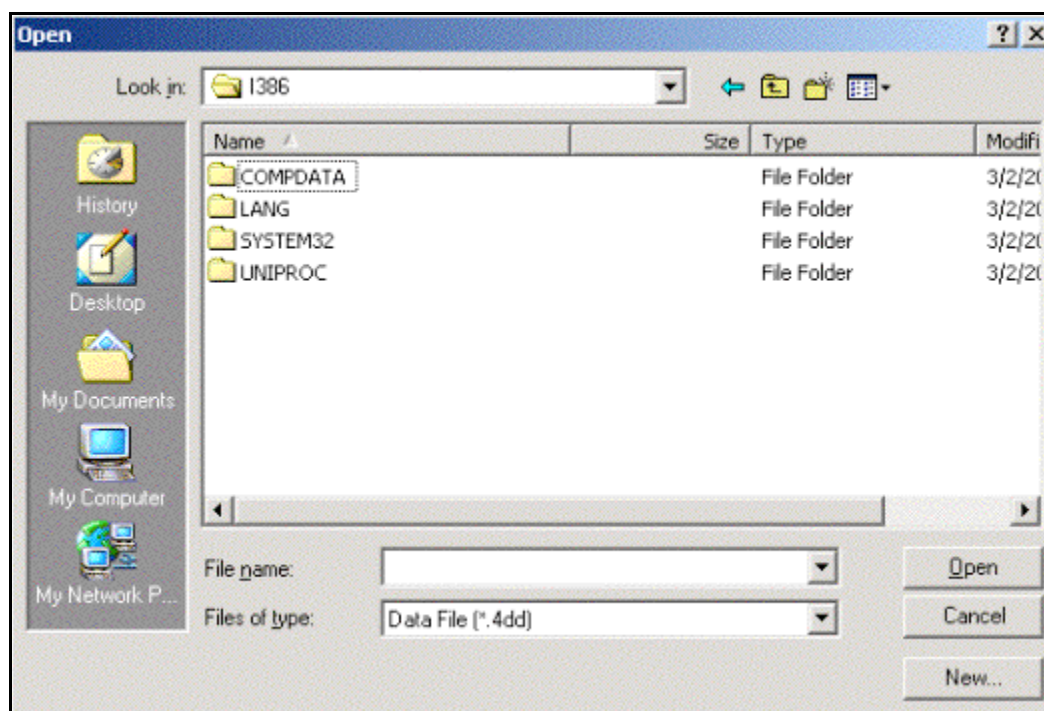 Open
Look in: I386
Name Size Type Modifi
COMPDATA File Folder 3/2/20
LANG File Folder 3/2/20
SYSTEM32 File Folder 3/2/20
UNIPROC File Folder 3/2/20
History
Desktop
My Documents
My Computer
My Network P...
File name: Open
Files of type: Data File (*.4dd) Cancel
New...